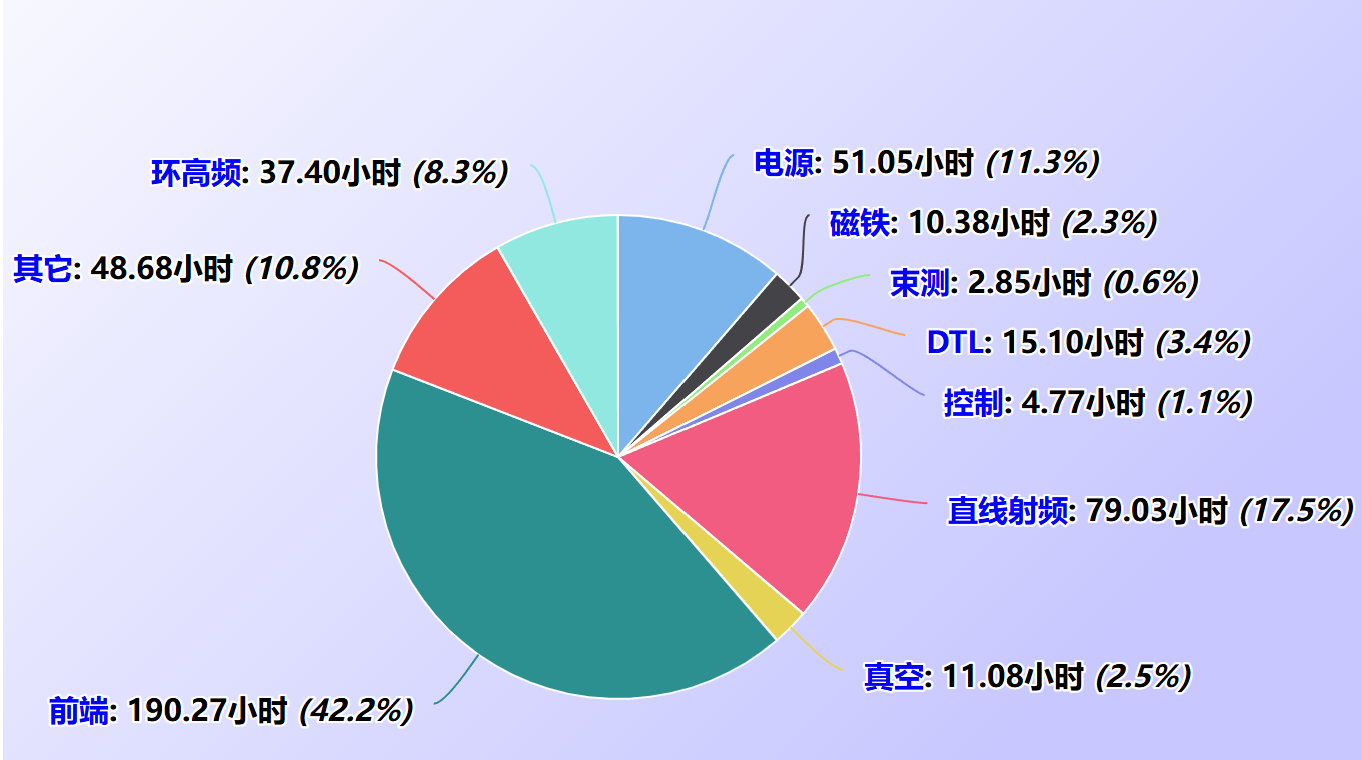 电源: 51.05小时 (11.3%)
环高频: 37.40小时 (8.3%)
磁铁: 10.38小时 (2.3%)
其它: 48.68小时 (10.8%)
束测: 2.85小时 (0.6%)
DTL: 15.10小时 (3.4%)
控制: 4.77小时 (1.1%)
直线射频: 79.03小时 (17.5%)
真空: 11.08小时 (2.5%)
前端: 190.27小时 (42.2%)